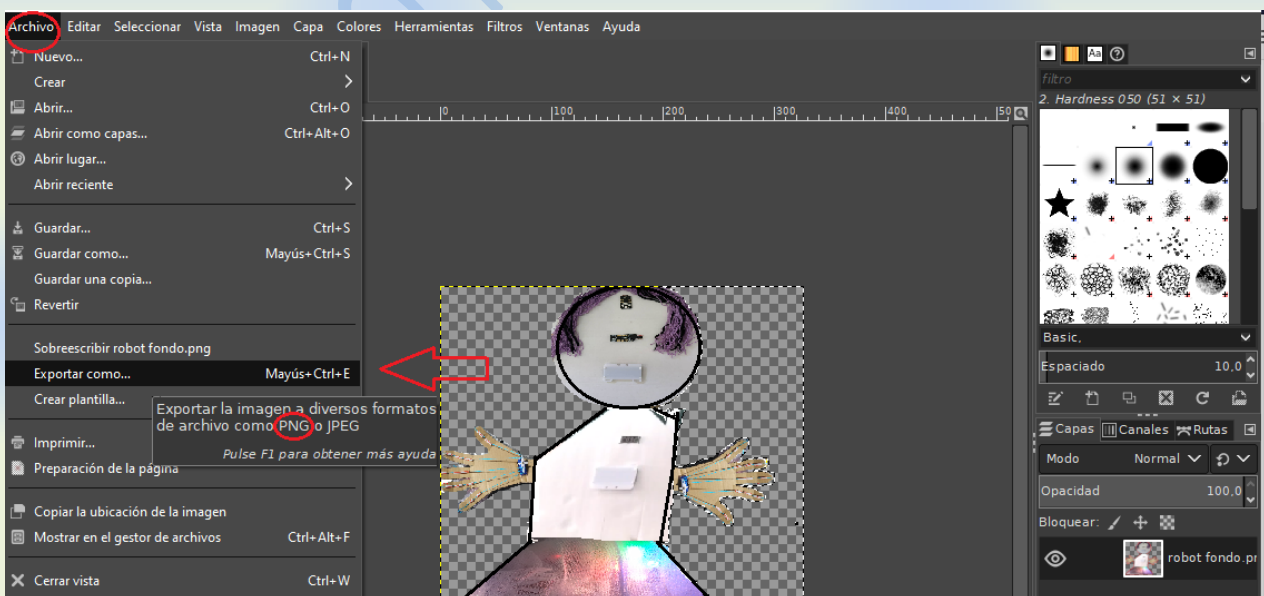 Archivo Editar Seleccionar Vista Imagen Capa Colores Herramientas Filtros Ventanas Ayuda
Nuevo... Ctrl+N
Crear
Abrir... Ctrl+O
Abrir como capas... Ctrl+Alt+O
Abrir lugar...
Abrir reciente
Guardar... Ctrl+S
Guardar como... Mayús+Ctrl+S
Guardar una copia...
Revertir
Sobreescribir robot fondo.png
Exportar como... Mayús+Ctrl+E
Crear plantilla...
Exportar la imagen a diversos formatos
de archivo como PNG o JPEG
Pulse F1 para obtener más ayuda
Imprimir...
Preparación de la página
Copiar la ubicación de la imagen
Mostrar en el gestor de archivos Ctrl+Alt+F
Cerrar vista Ctrl+W
0 100 200 300 400 50
Aa
filtro
2. Hardness 050 (51 × 51)
Basic,
Espaciado 10,0
Capas Canales Rutas
Modo Normal
Opacidad 100,0
Bloquear:
robot fondo.pr